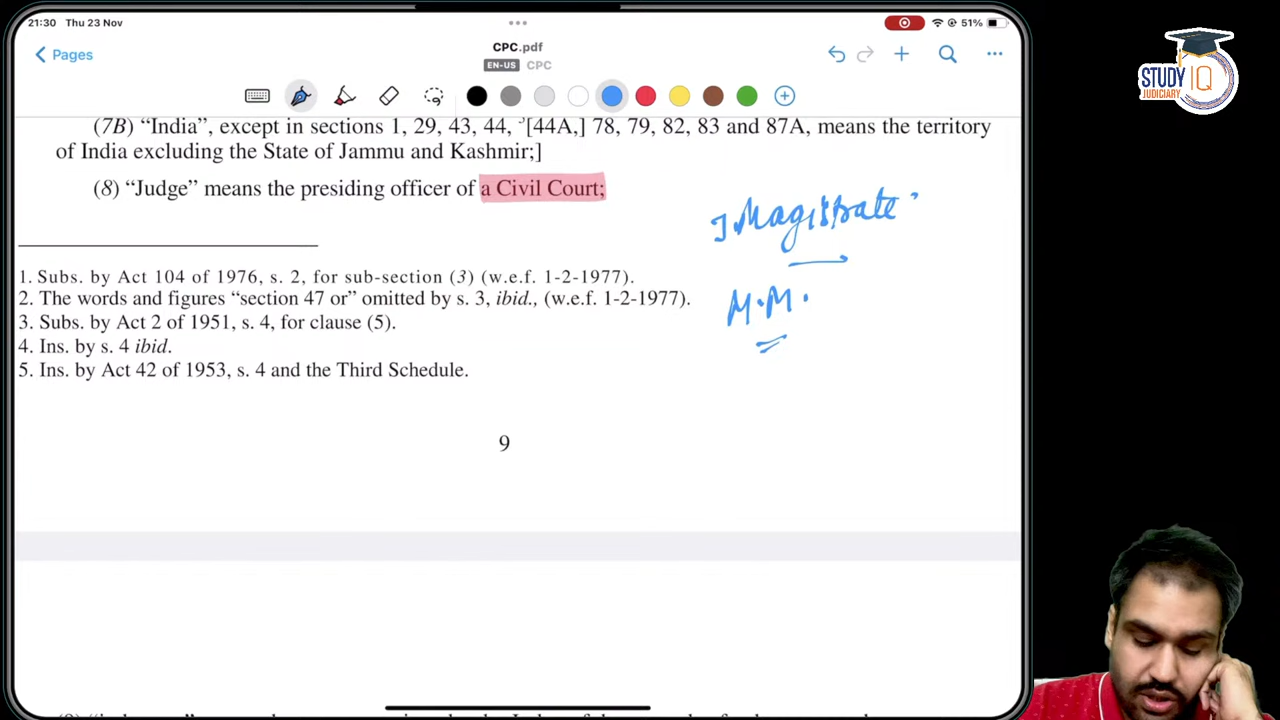 21:30 Thu 23 Nov
51%
Pages
CPC.pdf
EN-US CPC
STUDY IQ
JUDICIARY
(7B) “India”, except in sections 1, 29, 43, 44, ⁵[44A,] 78, 79, 82, 83 and 87A, means the territory
of India excluding the State of Jammu and Kashmir;]
(8) “Judge” means the presiding officer of a Civil Court;
Magistrate
M.M.
1. Subs. by Act 104 of 1976, s. 2, for sub-section (3) (w.e.f. 1-2-1977).
2. The words and figures “section 47 or” omitted by s. 3, ibid., (w.e.f. 1-2-1977).
3. Subs. by Act 2 of 1951, s. 4, for clause (5).
4. Ins. by s. 4 ibid.
5. Ins. by Act 42 of 1953, s. 4 and the Third Schedule.
9